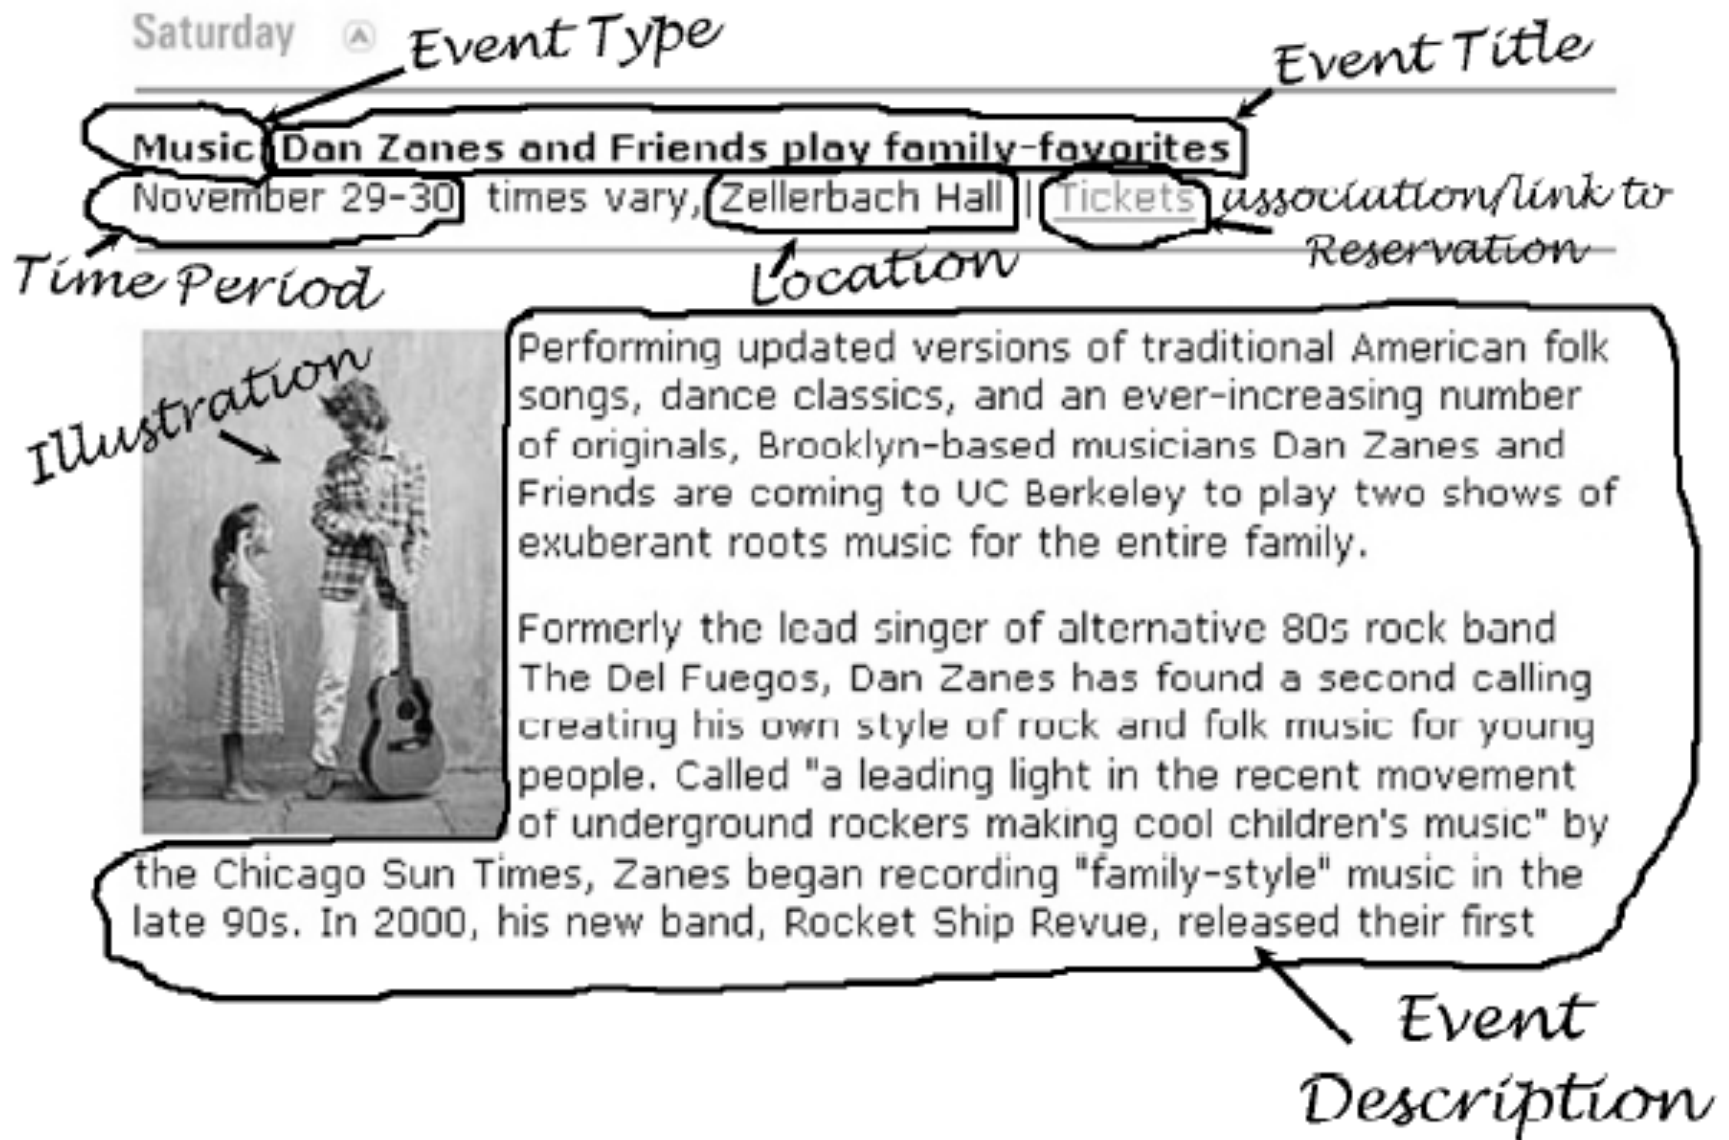 Saturday
Event Type
Event Title
Music: Dan Zanes and Friends play family-favorites
November 29-30 times vary, Zellerbach Hall || Tickets
association/link to
Reservation
Time Period
Location
Illustration
Performing updated versions of traditional American folk
songs, dance classics, and an ever-increasing number
of originals, Brooklyn-based musicians Dan Zanes and
Friends are coming to UC Berkeley to play two shows of
exuberant roots music for the entire family.
Formerly the lead singer of alternative 80s rock band
The Del Fuegos, Dan Zanes has found a second calling
creating his own style of rock and folk music for young
people. Called "a leading light in the recent movement
of underground rockers making cool children's music" by
the Chicago Sun Times, Zanes began recording "family-style" music in the
late 90s. In 2000, his new band, Rocket Ship Revue, released their first
Event
Description